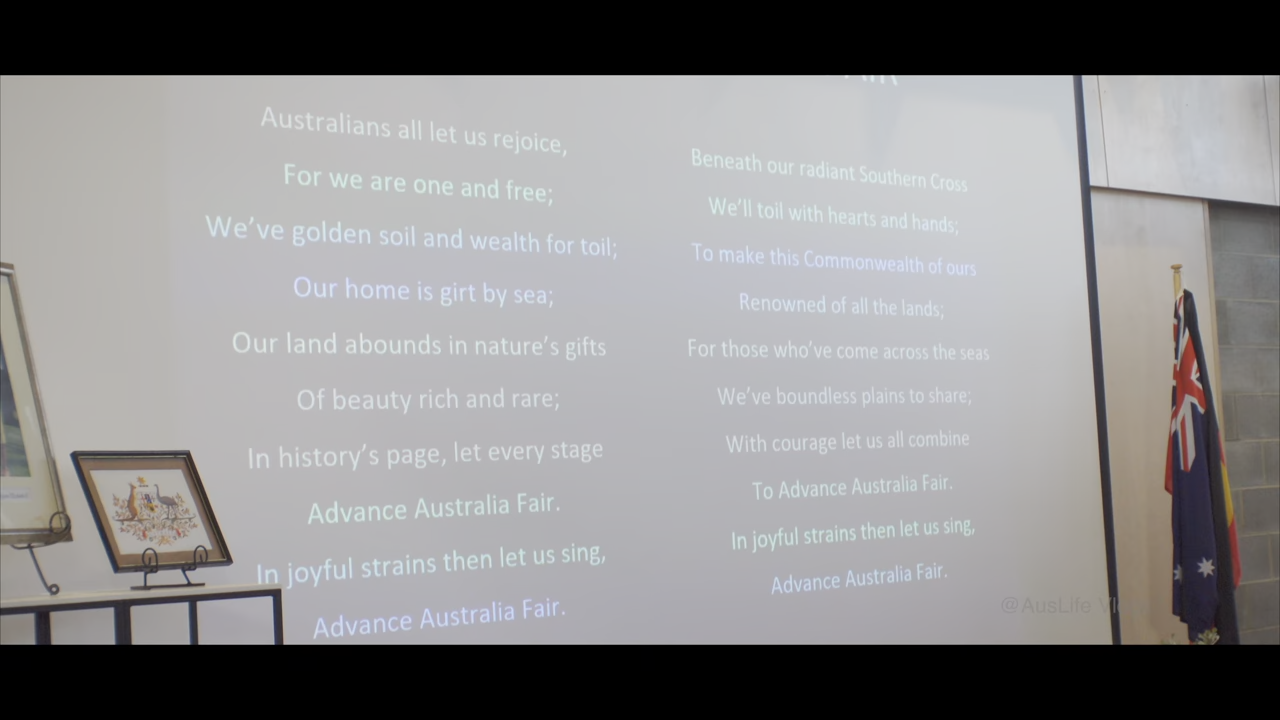 Australians all let us rejoice,
For we are one and free;
We've golden soil and wealth for toil;
Our home is girt by sea;
Our land abounds in nature's gifts
Of beauty rich and rare;
In history's page, let every stage
Advance Australia Fair.
In joyful strains then let us sing,
Advance Australia Fair.
Beneath our radiant Southern Cross
We'll toil with hearts and hands;
To make this Commonwealth of ours
Renowned of all the lands;
For those who've come across the seas
We've boundless plains to share;
With courage let us all combine
To Advance Australia Fair.
In joyful strains then let us sing,
Advance Australia Fair.
@AusLife